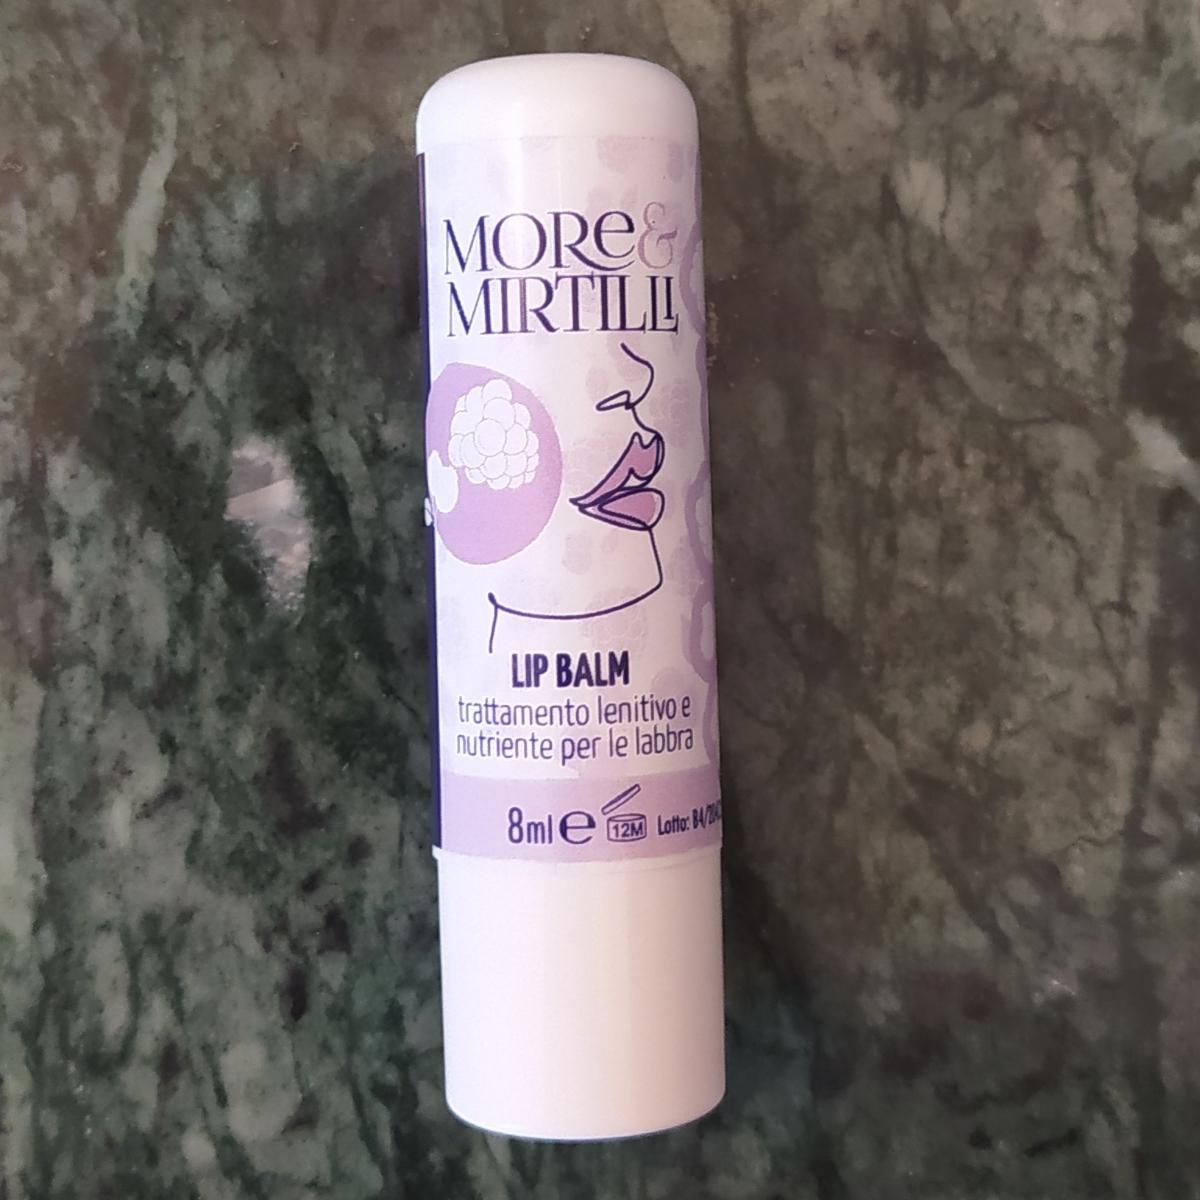 MORE&
MIRTILLI
LIP BALM
trattamento lenitivo e
nutriente per le labbra
8ml e 12M Lotto: